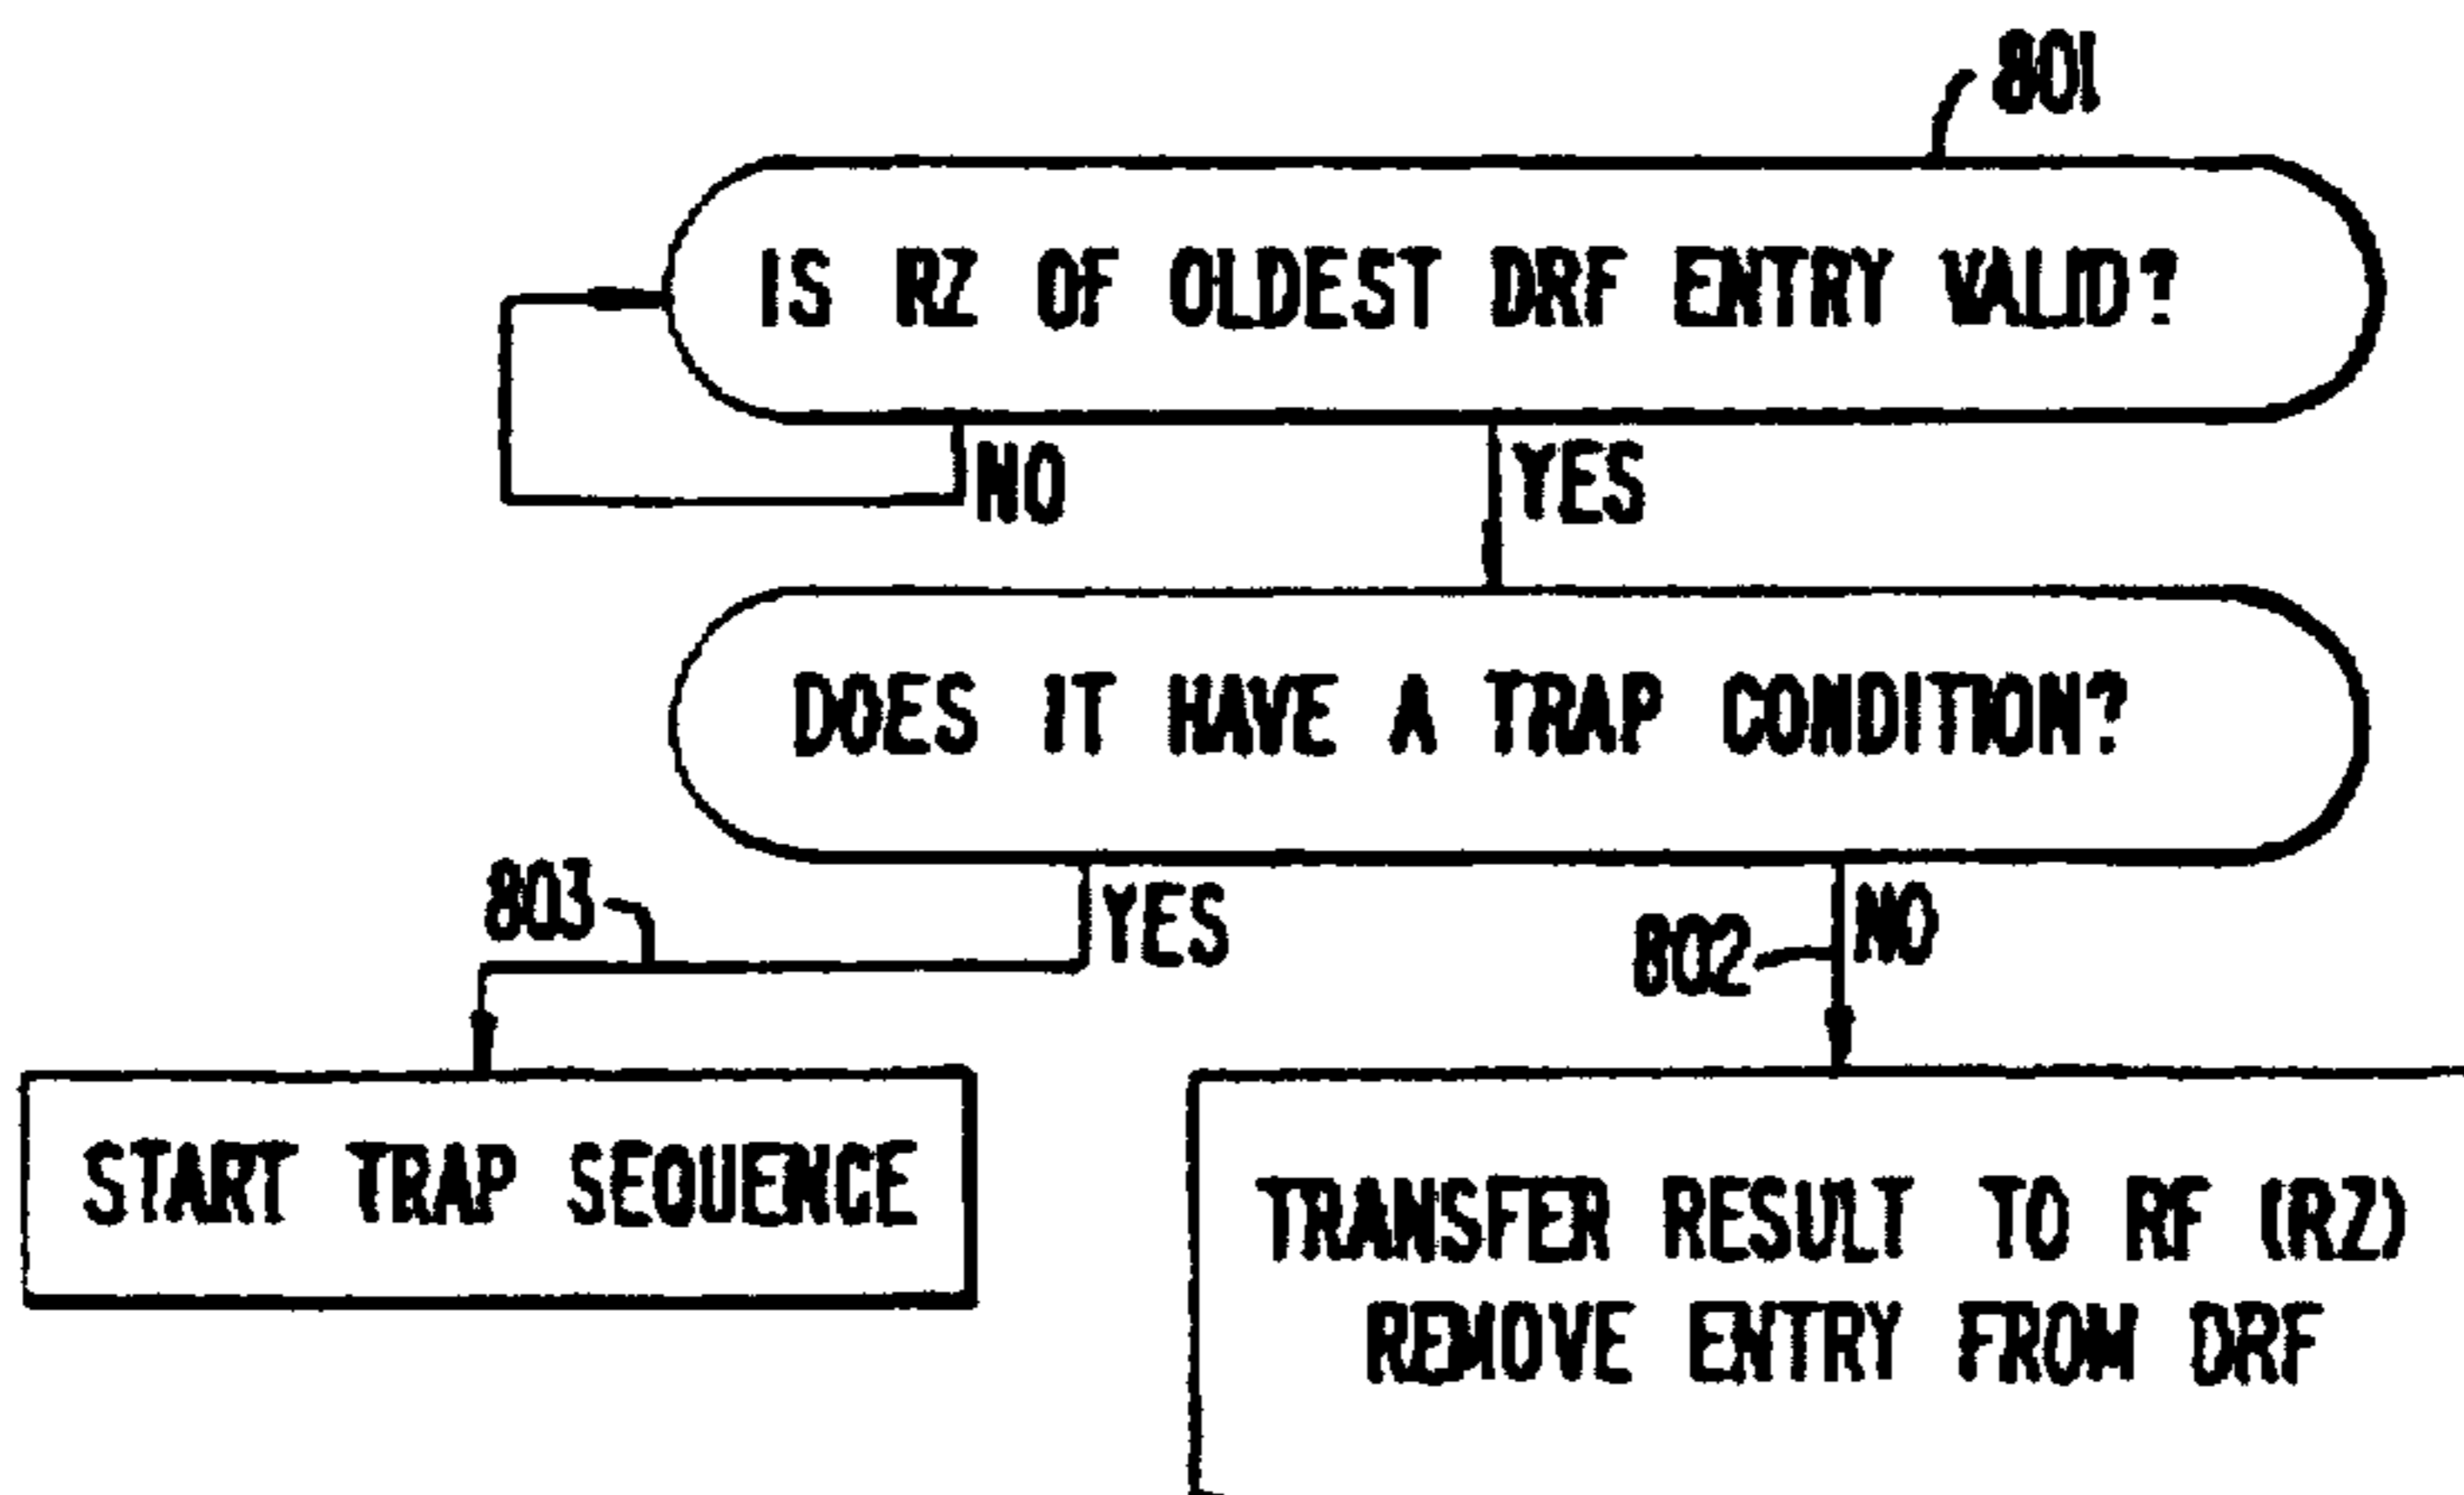 801
IS RZ OF OLDEST DRF ENTRY VALID?
NO
YES
DOES IT HAVE A TRAP CONDITION?
803
YES
802
NO
START TRAP SEQUENCE
TRANSFER RESULT TO RF (RZ)
REMOVE ENTRY FROM DRF